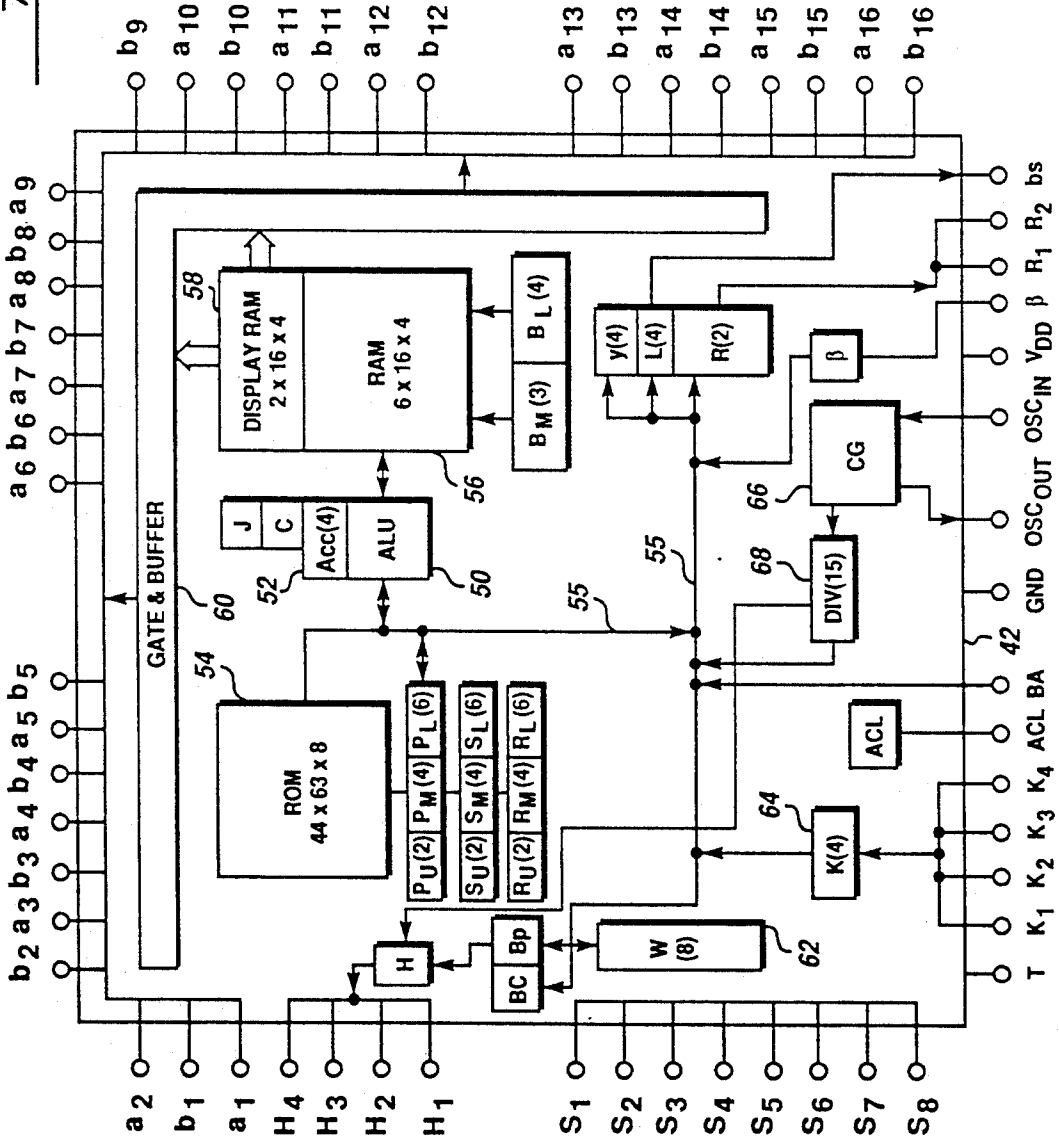 7
b2 a3 b3 a4 b4 a5 b5
a6 b6 a7 b7 a8 b8 a9
a2
b1
a1
H4
H3
H2
H1
S1
S2
S3
S4
S5
S6
S7
S8
b9
a10
b10
a11
b11
a12
b12
a13
b13
a14
b14
a15
b15
b16
GATE & BUFFER
60
54
ROM
44 x 63 x 8
PU(2) PM(4) PL(6)
SU(2) SM(4) SL(6)
RU(2) RM(4) RL(6)
J
C
52
Acc(4)
ALU
50
58
DISPLAY RAM
2 x 16 x 4
RAM
6 x 16 x 4
56
BM(3) BL(4)
H
BC Bp
W
(8)
62
55
55
y(4)
L(4)
R(2)
64
K(4)
ACL
68
DIV(15)
66
CG
β
42
T K1 K2 K3 K4 ACL BA GND OSCOUT OSCIN VDD β R1 R2 bs